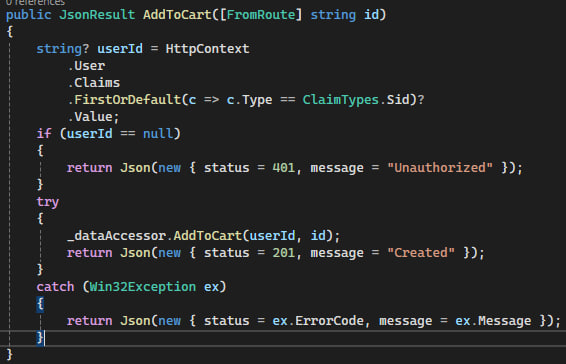 0 references
public JsonResult AddToCart([FromRoute] string id)
{
string? userId = HttpContext
.User
.Claims
.FirstOrDefault(c => c.Type == ClaimTypes.Sid)?
.Value;
if (userId == null)
{
return Json(new { status = 401, message = "Unauthorized" });
}
try
{
_dataAccessor.AddToCart(userId, id);
return Json(new { status = 201, message = "Created" });
}
catch (Win32Exception ex)
{
return Json(new { status = ex.ErrorCode, message = ex.Message });
}
}